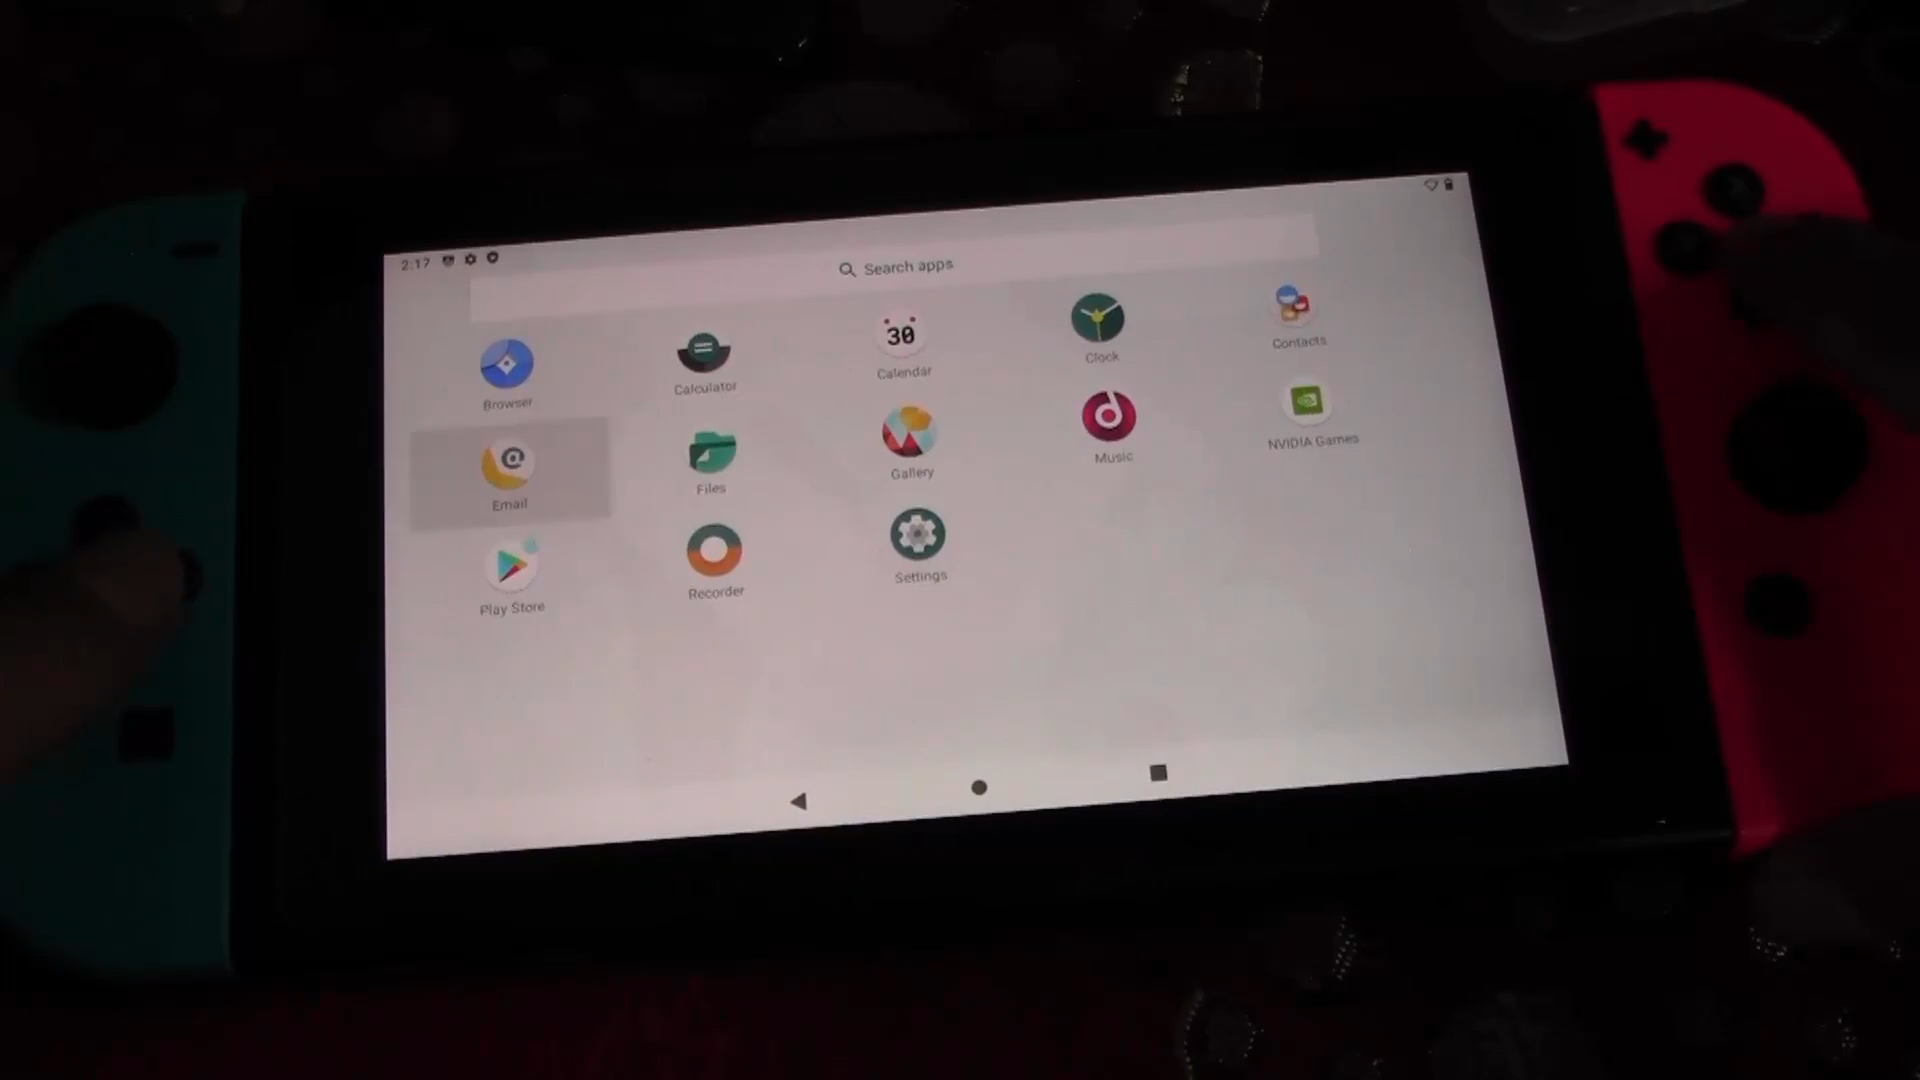 2:17
Search apps
Browser
Calculator
30
Calendar
Clock
Contacts
Email
Files
Gallery
Music
NVIDIA Games
Play Store
Recorder
Settings